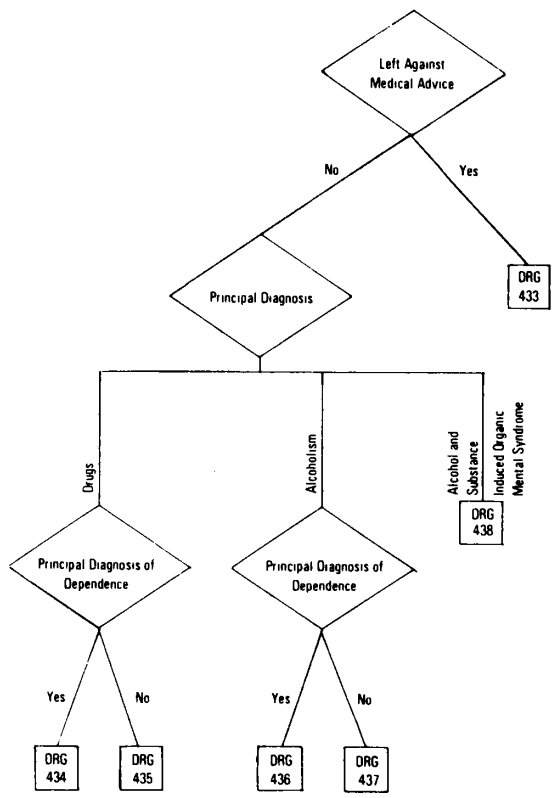 Left Against
Medical Advice
No
Yes
DRG
433
Principal Diagnosis
Drugs
Alcoholism
Alcohol and
Substance
Induced Organic
Mental Syndrome
DRG
438
Principal Diagnosis of
Dependence
Principal Diagnosis of
Dependence
Yes
No
Yes
No
DRG
434
DRG
435
DRG
436
DRG
437